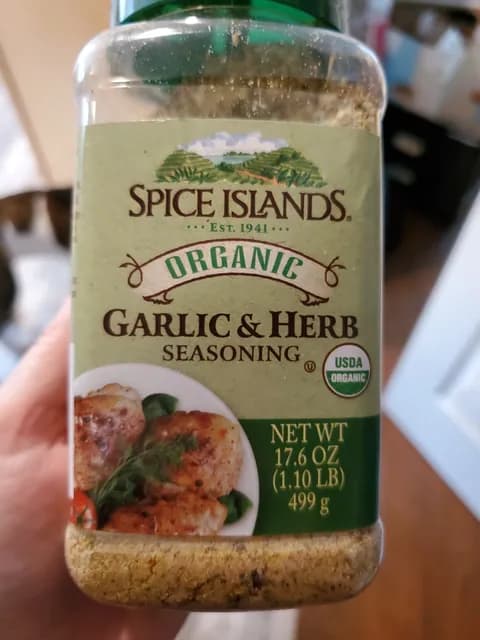 SPICE ISLANDS®
··· EST. 1941 ···
ORGANIC
GARLIC & HERB
SEASONING
U
USDA
ORGANIC
NET WT
17.6 OZ
(1.10 LB)
499 g